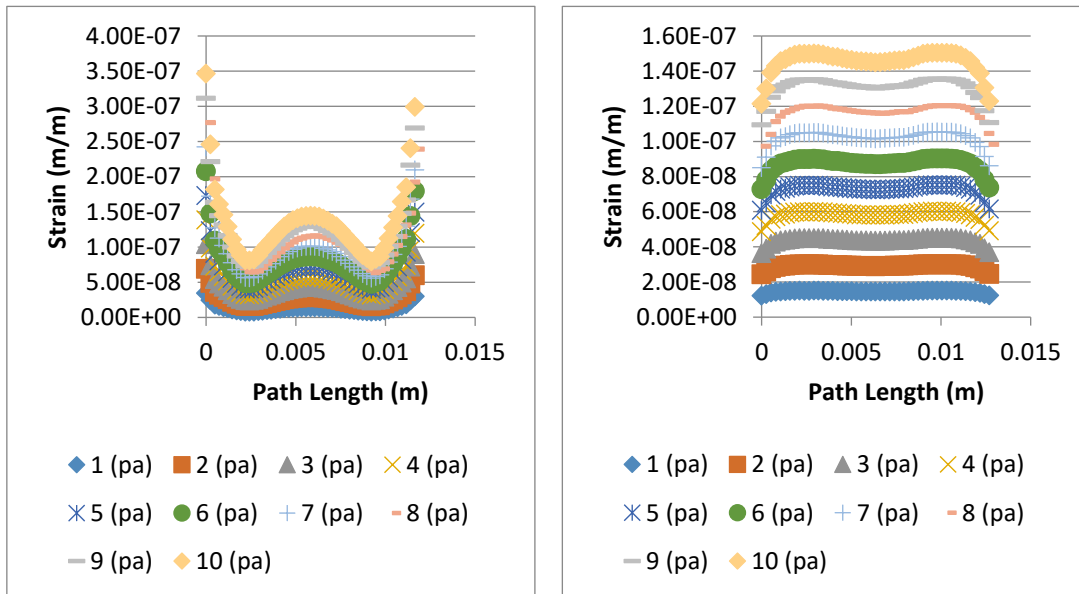 4.00E-07
3.50E-07
3.00E-07
2.50E-07
2.00E-07
1.50E-07
1.00E-07
5.00E-08
0.00E+00
Strain (m/m)
0 0.005 0.01 0.015
Path Length (m)
1 (pa) 2 (pa) 3 (pa) 4 (pa)
5 (pa) 6 (pa) 7 (pa) 8 (pa)
9 (pa) 10 (pa)
1.60E-07
1.40E-07
1.20E-07
1.00E-07
8.00E-08
6.00E-08
4.00E-08
2.00E-08
0.00E+00
Strain (m/m)
0 0.005 0.01 0.015
Path Length (m)
1 (pa) 2 (pa) 3 (pa) 4 (pa)
5 (pa) 6 (pa) 7 (pa) 8 (pa)
9 (pa) 10 (pa)